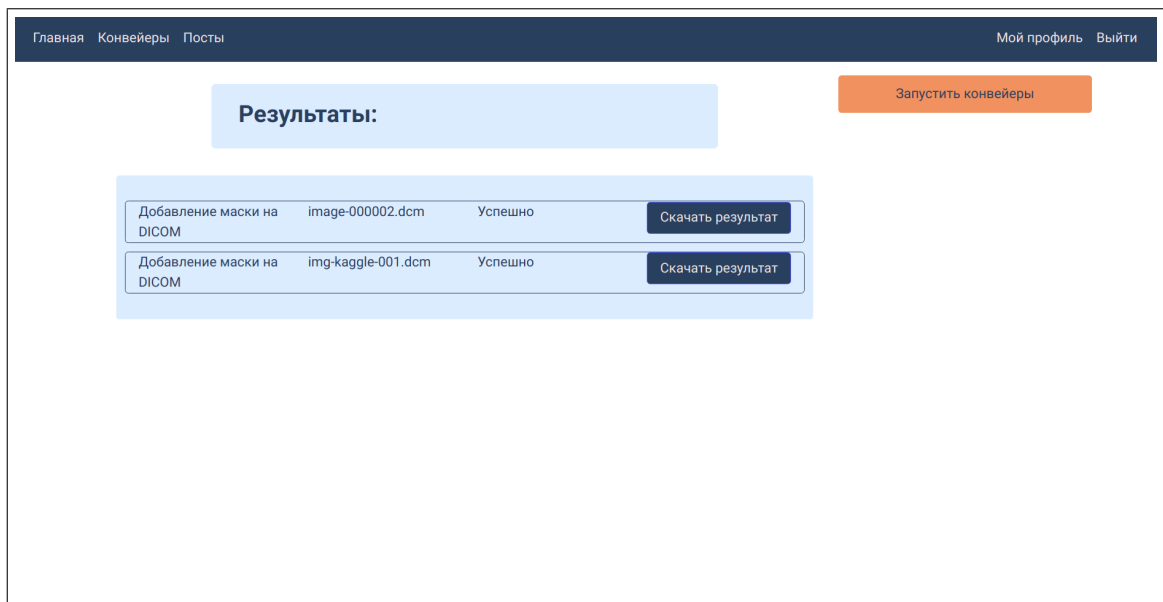 Главная Конвейеры Посты Мой профиль Выйти
Запустить конвейеры
Результаты:
Добавление маски на DICOM image-000002.dcm Успешно Скачать результат
Добавление маски на DICOM img-kaggle-001.dcm Успешно Скачать результат